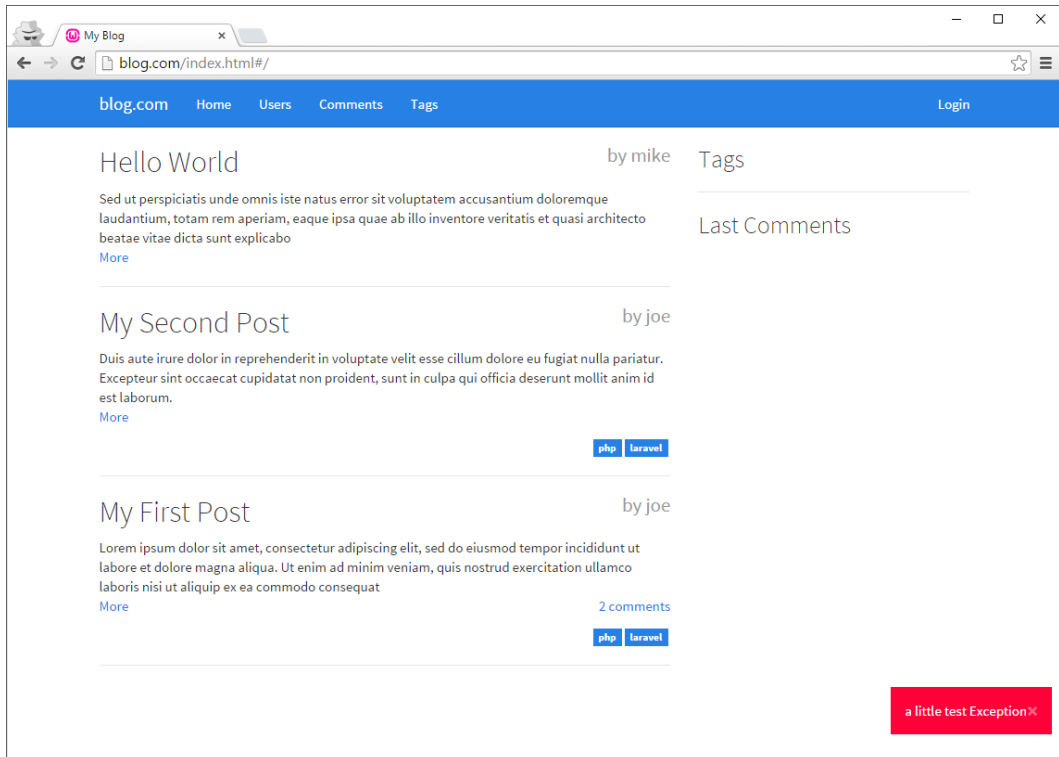 My Blog
blog.com/index.html#/
blog.com Home Users Comments Tags Login
Hello World by mike
Sed ut perspiciatis unde omnis iste natus error sit voluptatem accusantium doloremque
laudantium, totam rem aperiam, eaque ipsa quae ab illo inventore veritatis et quasi architecto
beatae vitae dicta sunt explicabo
More
My Second Post by joe
Duis aute irure dolor in reprehenderit in voluptate velit esse cillum dolore eu fugiat nulla pariatur.
Excepteur sint occaecat cupidatat non proident, sunt in culpa qui officia deserunt mollit anim id
est laborum.
More
php laravel
My First Post by joe
Lorem ipsum dolor sit amet, consectetur adipiscing elit, sed do eiusmod tempor incididunt ut
labore et dolore magna aliqua. Ut enim ad minim veniam, quis nostrud exercitation ullamco
laboris nisi ut aliquip ex ea commodo consequat
More 2 comments
php laravel
Tags
Last Comments
a little test Exception